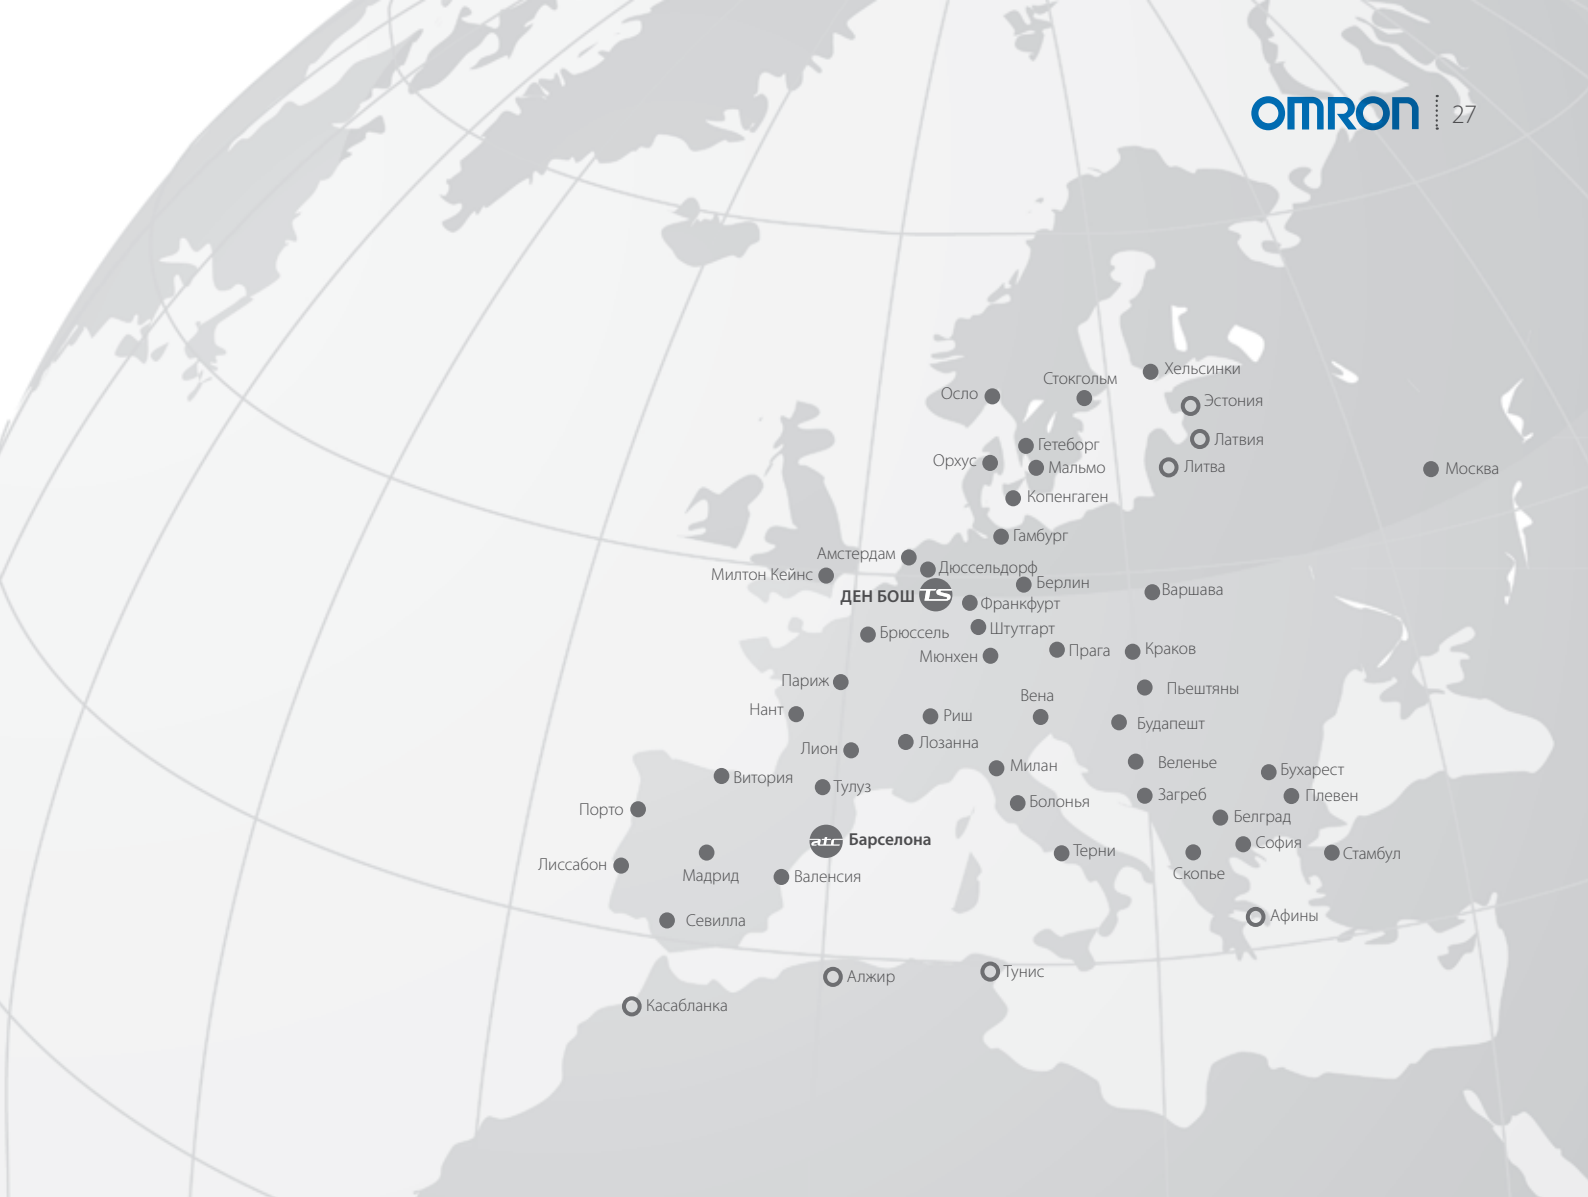 OMRON 27
Хельсинки
Стокгольм
Осло
Эстония
Гетеборг
Латвия
Орхус
Мальмо
Литва
Москва
Копенгаген
Гамбург
Амстердам
Дюссельдорф
Милтон Кейнс
Берлин
Варшава
ДЕН БОШ TS
Франкфурт
Брюссель
Штутгарт
Мюнхен
Прага
Краков
Париж
Пьештяны
Вена
Нант
Риш
Будапешт
Лион
Лозанна
Милан
Веленье
Бухарест
Витория
Тулуз
Загреб
Плевен
Болонья
Порто
Белград
atc Барселона
София
Терни
Стамбул
Лиссабон
Мадрид
Валенсия
Скопье
Севилла
Афины
Алжир
Тунис
Касабланка